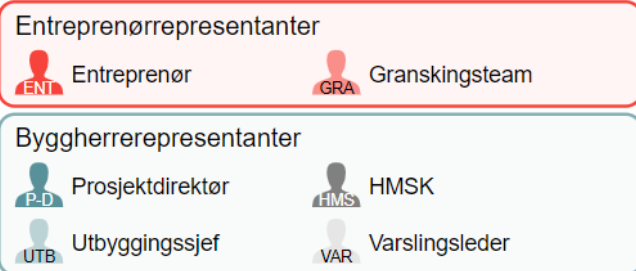 Entreprenørrepresentanter
ENT Entreprenør GRA Granskingsteam
Byggherrerepresentanter
P-D Prosjektdirektør HMS HMSK
UTB Utbyggingssjef VAR Varslingsleder